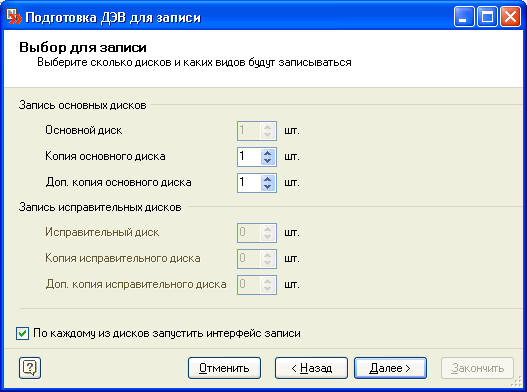 Подготовка ДЭВ для записи
Выбор для записи
Выберите сколько дисков и каких видов будут записываться
Запись основных дисков
Основной диск 1 шт.
Копия основного диска 1 шт.
Доп. копия основного диска 1 шт.
Запись исправительных дисков
Исправительный диск 0 шт.
Копия исправительного диска 0 шт.
Доп. копия исправительного диска 0 шт.
По каждому из дисков запустить интерфейс записи
? Отменить < Назад Далее > Закончить